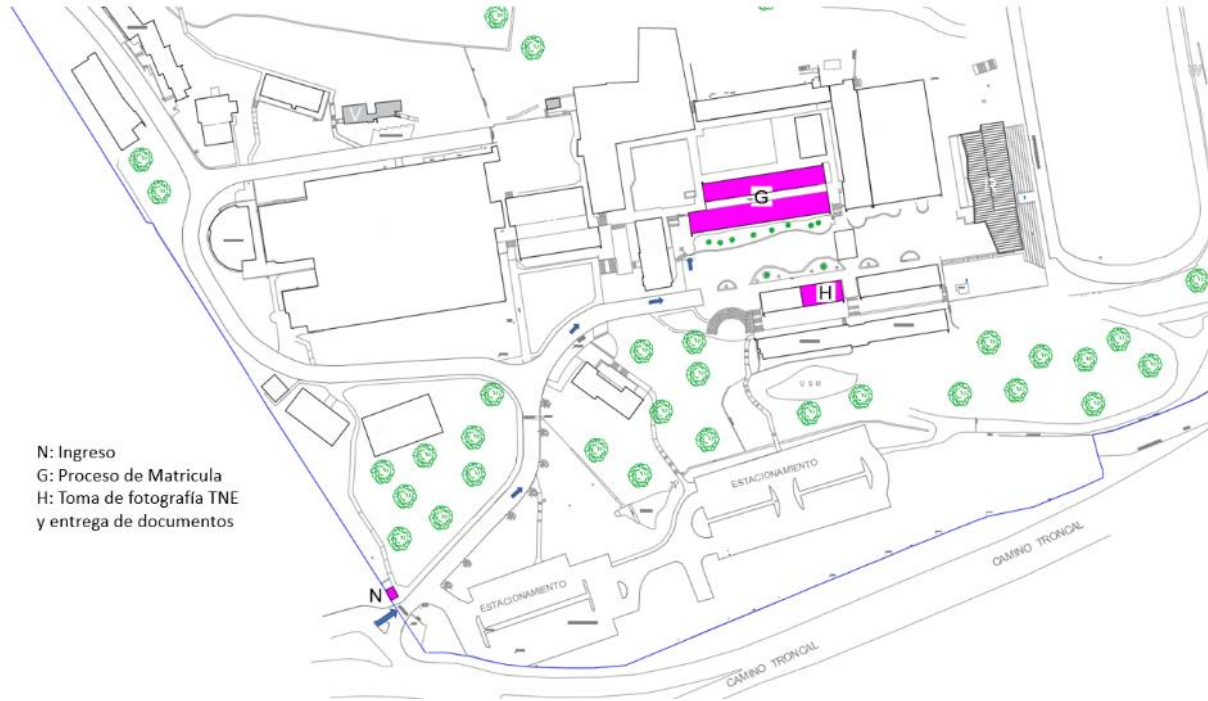 V
G
R
H
USM
ESTACIONAMIENTO
N: Ingreso
G: Proceso de Matricula
H: Toma de fotografía TNE
y entrega de documentos
CAMINO TRONCAL
N
ESTACIONAMIENTO
CAMINO TRONCAL